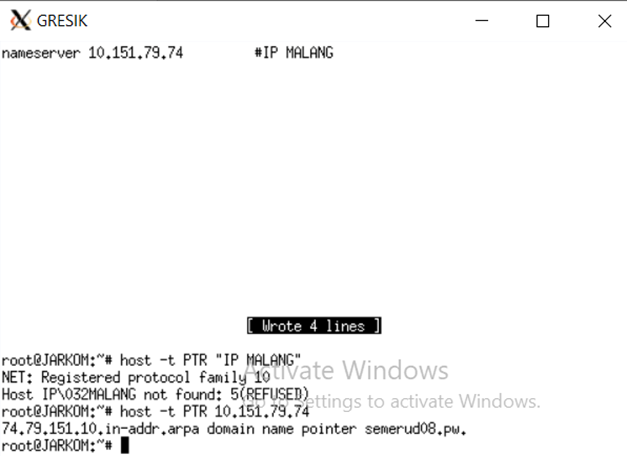 GRESIK
nameserver 10.151.79.74 #IP MALANG
[ Wrote 4 lines ]
root@JARKOM:~# host -t PTR "IP MALANG"
NET: Registered protocol family 10
Host IP\032MALANG not found: 5(REFUSED)
root@JARKOM:~# host -t PTR 10.151.79.74
74.79.151.10.in-addr.arpa domain name pointer semerud08.pw.
root@JARKOM:~#
Activate Windows
Go to Settings to activate Windows.